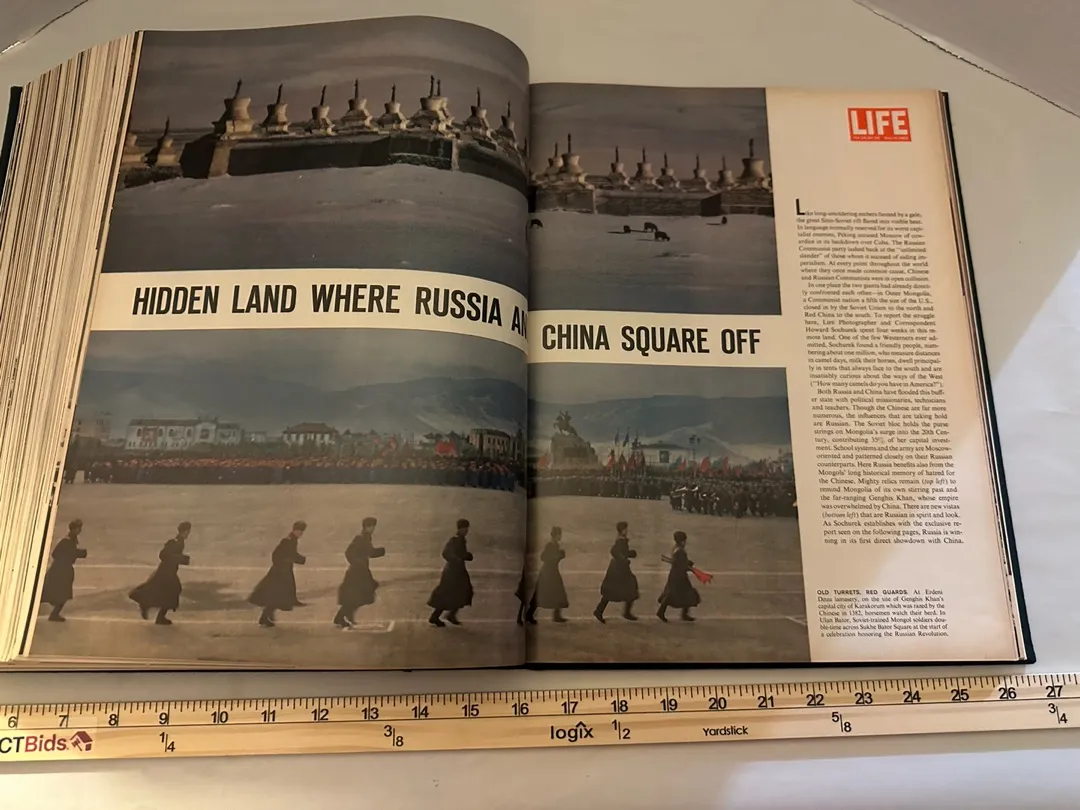 HIDDEN LAND WHERE RUSSIA AN
CHINA SQUARE OFF
LIFE
Like long-smoldering embers fanned by a gale,
the great Sino-Soviet rift flared into visible heat.
In language normally reserved for its worst capi-
talist enemies, Peking accused Moscow of cow-
ardice in its backdown over Cuba. The Russian
Communist party lashed back at the "unlimited
slander" of those whom it accused of aiding im-
perialism. At every point throughout the world
where they once made common cause, Chinese
and Russian Communists were in open collision.
In one place the two giants had already direct-
ly confronted each other—in Outer Mongolia,
a Communist nation a fifth the size of the U.S.,
closed in by the Soviet Union to the north and
Red China to the south. To report the struggle
here, LIFE Photographer and Correspondent
Howard Sochurek spent four weeks in this re-
mote land. One of the few Westerners ever ad-
mitted, Sochurek found a friendly people, num-
bering about one million, who measure distances
in camel days, milk their horses, dwell principal-
ly in tents that always face to the south and are
insatiably curious about the ways of the West
("How many camels do you have in America?").
Both Russia and China have flooded this buff-
er state with political missionaries, technicians
and teachers. Though the Chinese are far more
numerous, the influences that are taking hold
are Russian. The Soviet bloc holds the purse
strings on Mongolia's surge into the 20th Cen-
tury, contributing 35% of her capital invest-
ment. School systems and the army are Moscow-
oriented and patterned closely on their Russian
counterparts. Here Russia benefits also from the
Mongols' long historical memory of hatred for
the Chinese. Mighty relics remain (top left) to
remind Mongolia of its own stirring past and
the far-ranging Genghis Khan, whose empire
was overwhelmed by China. There are new vistas
(bottom left) that are Russian in spirit and look.
As Sochurek establishes with the exclusive re-
port seen on the following pages, Russia is win-
ning in its first direct showdown with China.
OLD TURRETS, RED GUARDS. At Erdeni
Dzuu lamasery, on the site of Genghis Khan's
capital city of Karakorum which was razed by the
Chinese in 1382, horsemen watch their herd. In
Ulan Bator, Soviet-trained Mongol soldiers dou-
ble-time across Sukhe Bator Square at the start of
a celebration honoring the Russian Revolution.
6 7 8 9 10 11 12 13 14 15 16 17 18 19 20 21 22 23 24 25 26 27
CTBids 1/4 3/8 logix 1/2 Yardstick 5/8 3/4